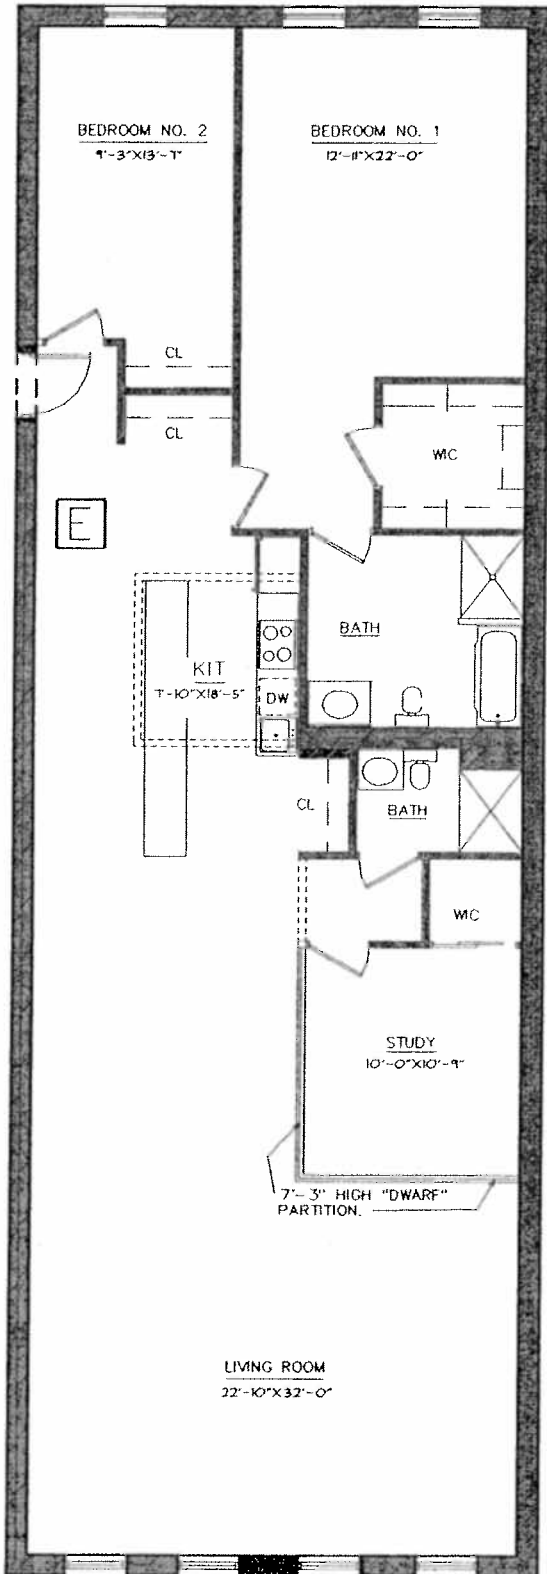 BEDROOM NO. 2
9'-3"X13'-7"
BEDROOM NO. 1
12'-11"X22'-0"
CL
CL
WIC
E
BATH
KIT
7'-10"X18'-5"
DW
CL
BATH
WIC
STUDY
10'-0"X10'-9"
7'-3" HIGH "DWARF"
PARTITION.
LIVING ROOM
22'-10"X32'-0"